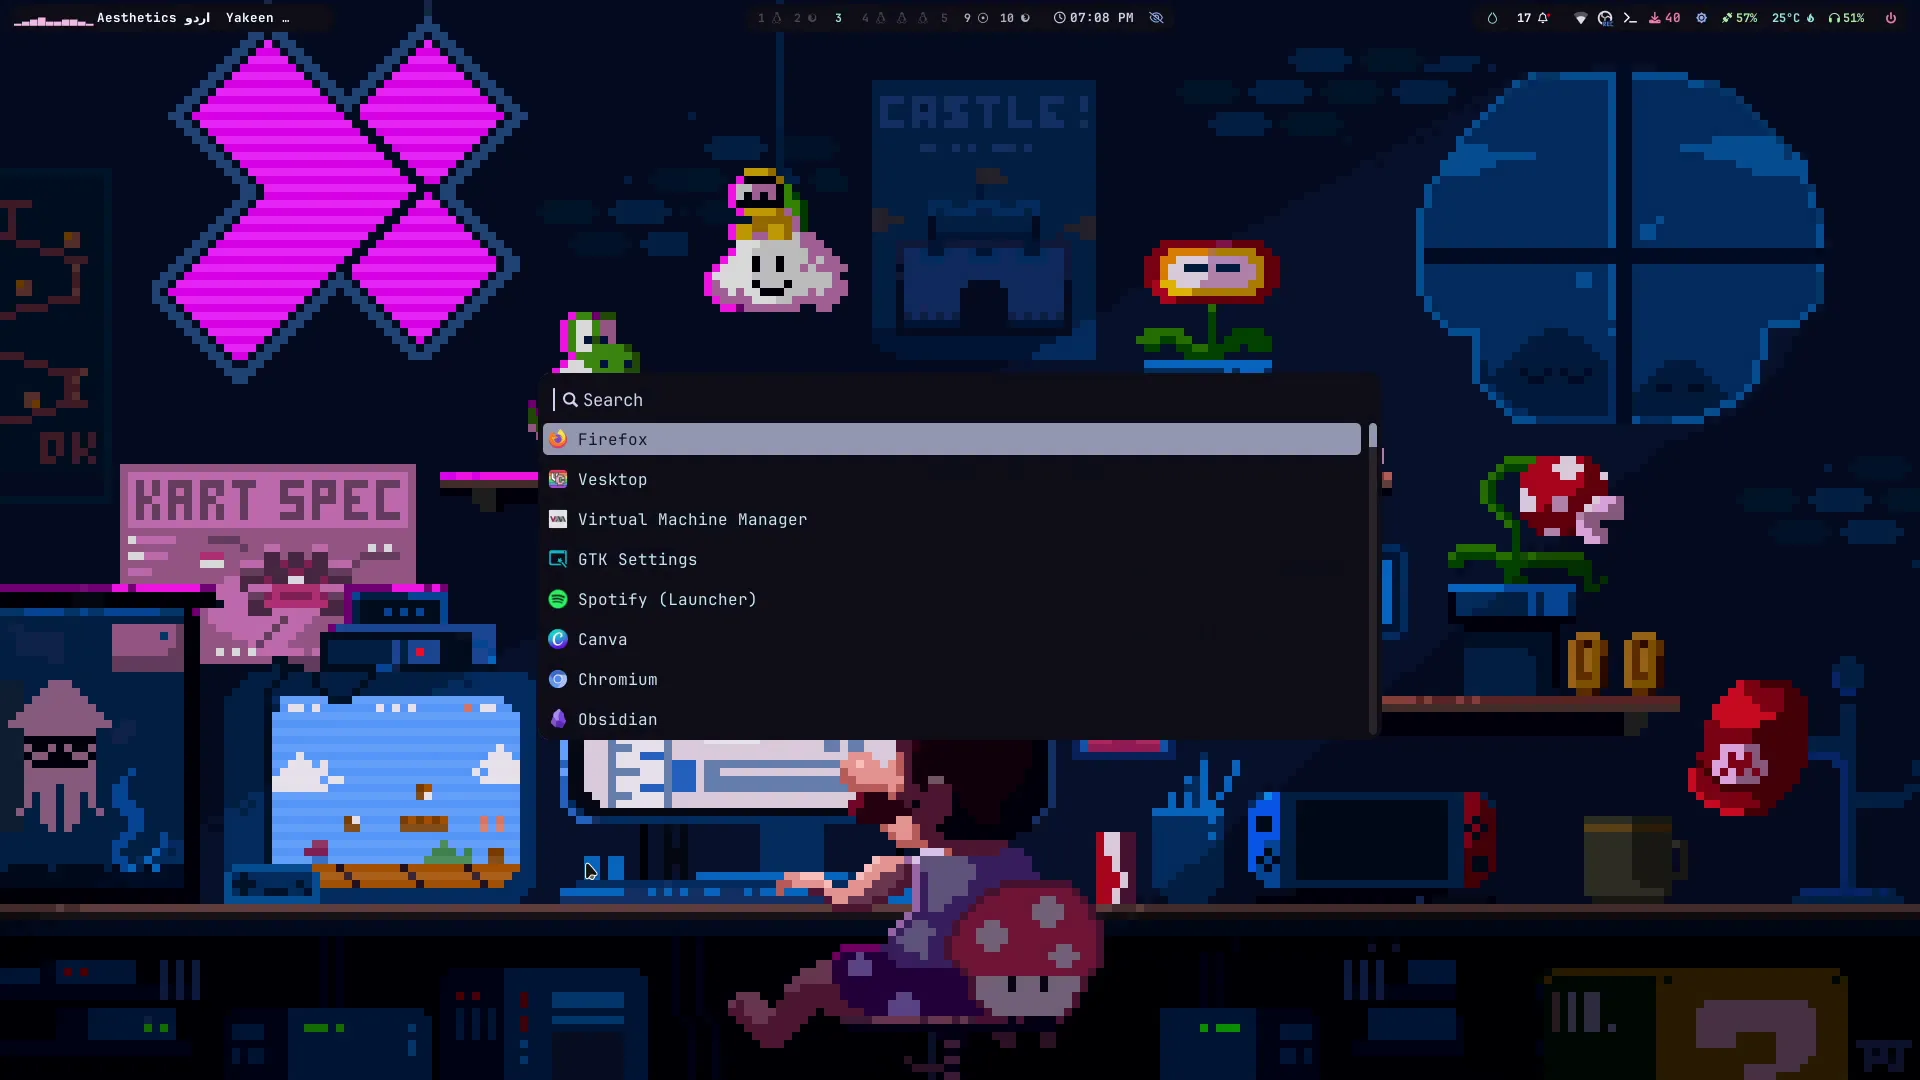 Aesthetics اردو Yakeen …
1 2 3 4 5 9 10 07:08 PM
17 40 57% 25°C 51%
CASTLE!
DK
KART SPEC
Search
Firefox
Vesktop
Virtual Machine Manager
GTK Settings
Spotify (Launcher)
Canva
Chromium
Obsidian